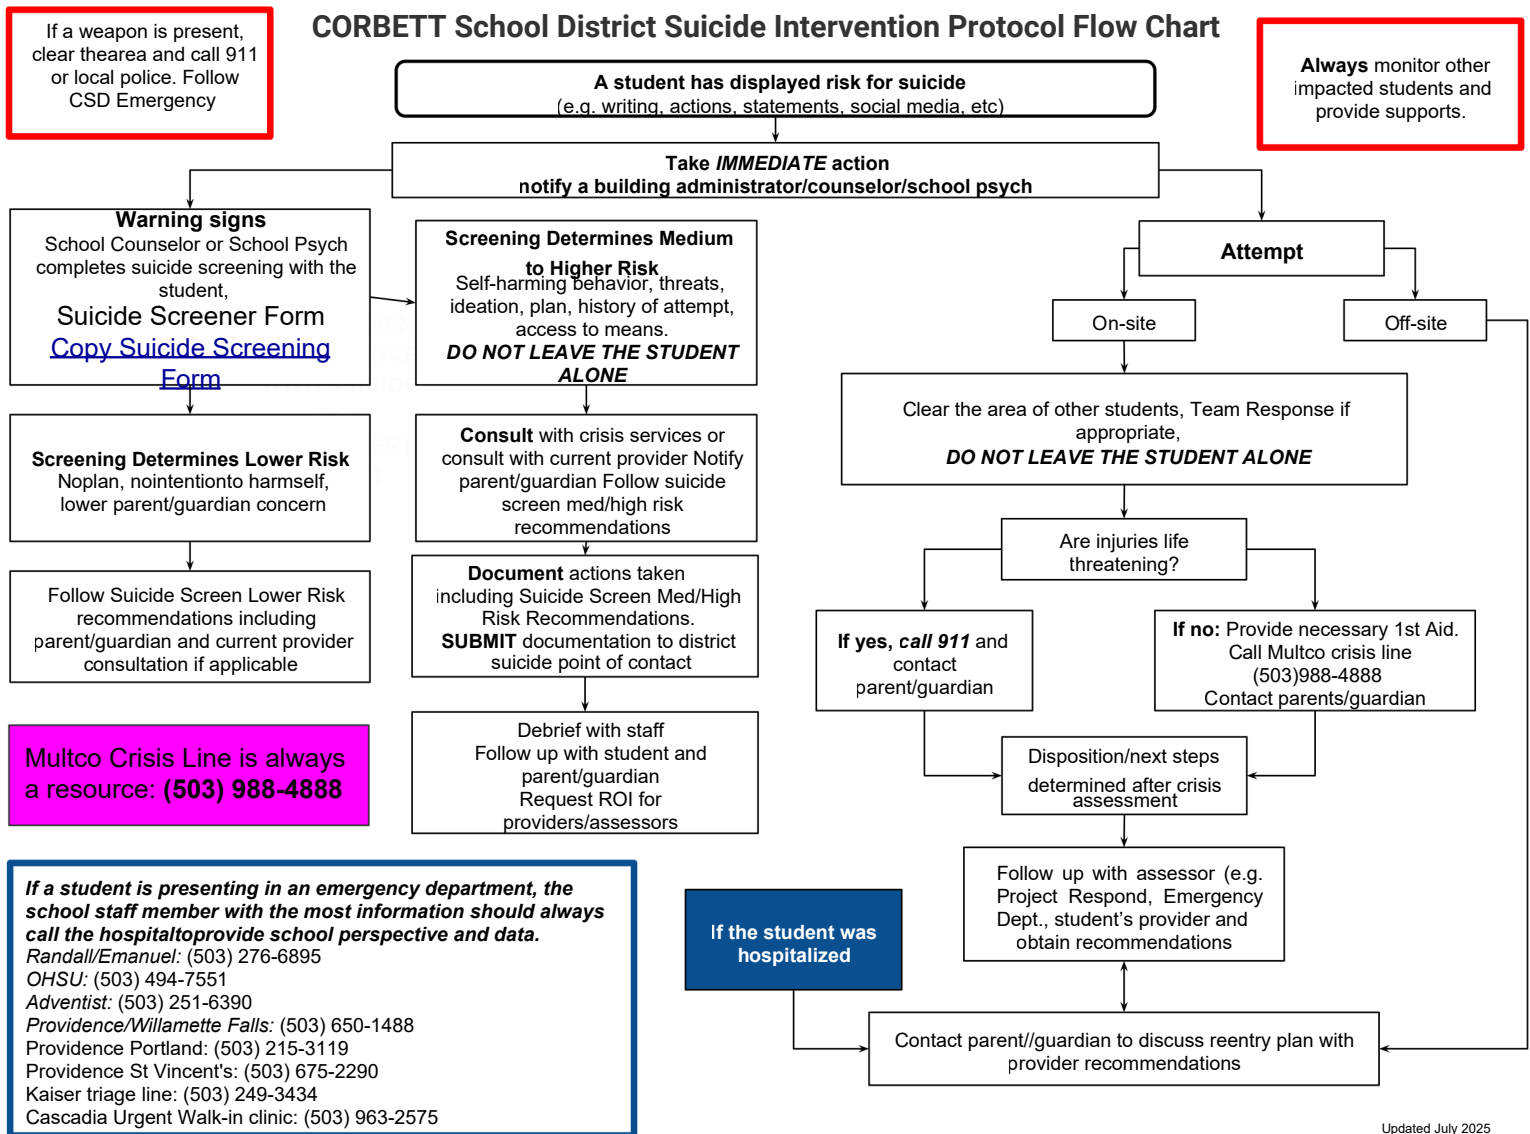 If a weapon is present,
clear thearea and call 911
or local police. Follow
CSD Emergency
CORBETT School District Suicide Intervention Protocol Flow Chart
Always monitor other
impacted students and
provide supports.
A student has displayed risk for suicide
(e.g. writing, actions, statements, social media, etc)
Take IMMEDIATE action
notify a building administrator/counselor/school psych
Warning signs
School Counselor or School Psych
completes suicide screening with the
student,
Suicide Screener Form
Copy Suicide Screening
Form
Screening Determines Lower Risk
Noplan, nointentionto harmself,
lower parent/guardian concern
Follow Suicide Screen Lower Risk
recommendations including
parent/guardian and current provider
consultation if applicable
Screening Determines Medium
to Higher Risk
Self-harming behavior, threats,
ideation, plan, history of attempt,
access to means.
DO NOT LEAVE THE STUDENT
ALONE
Consult with crisis services or
consult with current provider Notify
parent/guardian Follow suicide
screen med/high risk
recommendations
Document actions taken
including Suicide Screen Med/High
Risk Recommendations.
SUBMIT documentation to district
suicide point of contact
Debrief with staff
Follow up with student and
parent/guardian
Request ROI for
providers/assessors
Attempt
On-site
Off-site
Clear the area of other students, Team Response if
appropriate,
DO NOT LEAVE THE STUDENT ALONE
Are injuries life
threatening?
If yes, call 911 and
contact
parent/guardian
If no: Provide necessary 1st Aid.
Call Multco crisis line
(503)988-4888
Contact parents/guardian
Disposition/next steps
determined after crisis
assessment
Follow up with assessor (e.g.
Project Respond, Emergency
Dept., student's provider and
obtain recommendations
If the student was
hospitalized
Contact parent//guardian to discuss reentry plan with
provider recommendations
Multco Crisis Line is always
a resource: (503) 988-4888
If a student is presenting in an emergency department, the
school staff member with the most information should always
call the hospitaltoprovide school perspective and data.
Randall/Emanuel: (503) 276-6895
OHSU: (503) 494-7551
Adventist: (503) 251-6390
Providence/Willamette Falls: (503) 650-1488
Providence Portland: (503) 215-3119
Providence St Vincent's: (503) 675-2290
Kaiser triage line: (503) 249-3434
Cascadia Urgent Walk-in clinic: (503) 963-2575
Updated July 2025